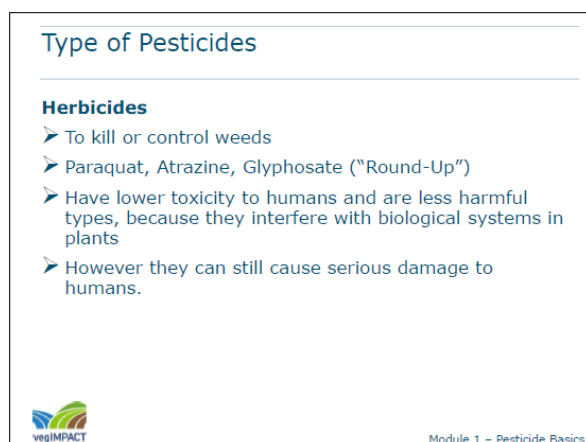 Type of Pesticides
Herbicides
➤ To kill or control weeds
➤ Paraquat, Atrazine, Glyphosate (“Round-Up”)
➤ Have lower toxicity to humans and are less harmful
types, because they interfere with biological systems in
plants
➤ However they can still cause serious damage to
humans.
vegIMPACT
Module 1 – Pesticide Basics